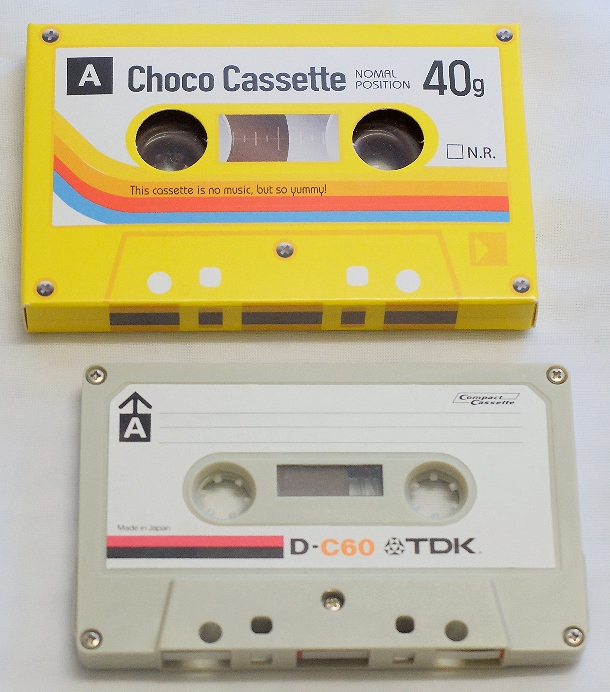 A Choco Cassette NOMAL POSITION 40g
N.R.
This cassette is no music, but so yummy!
Compact Cassette
A
Made in Japan
D-C60 TDK